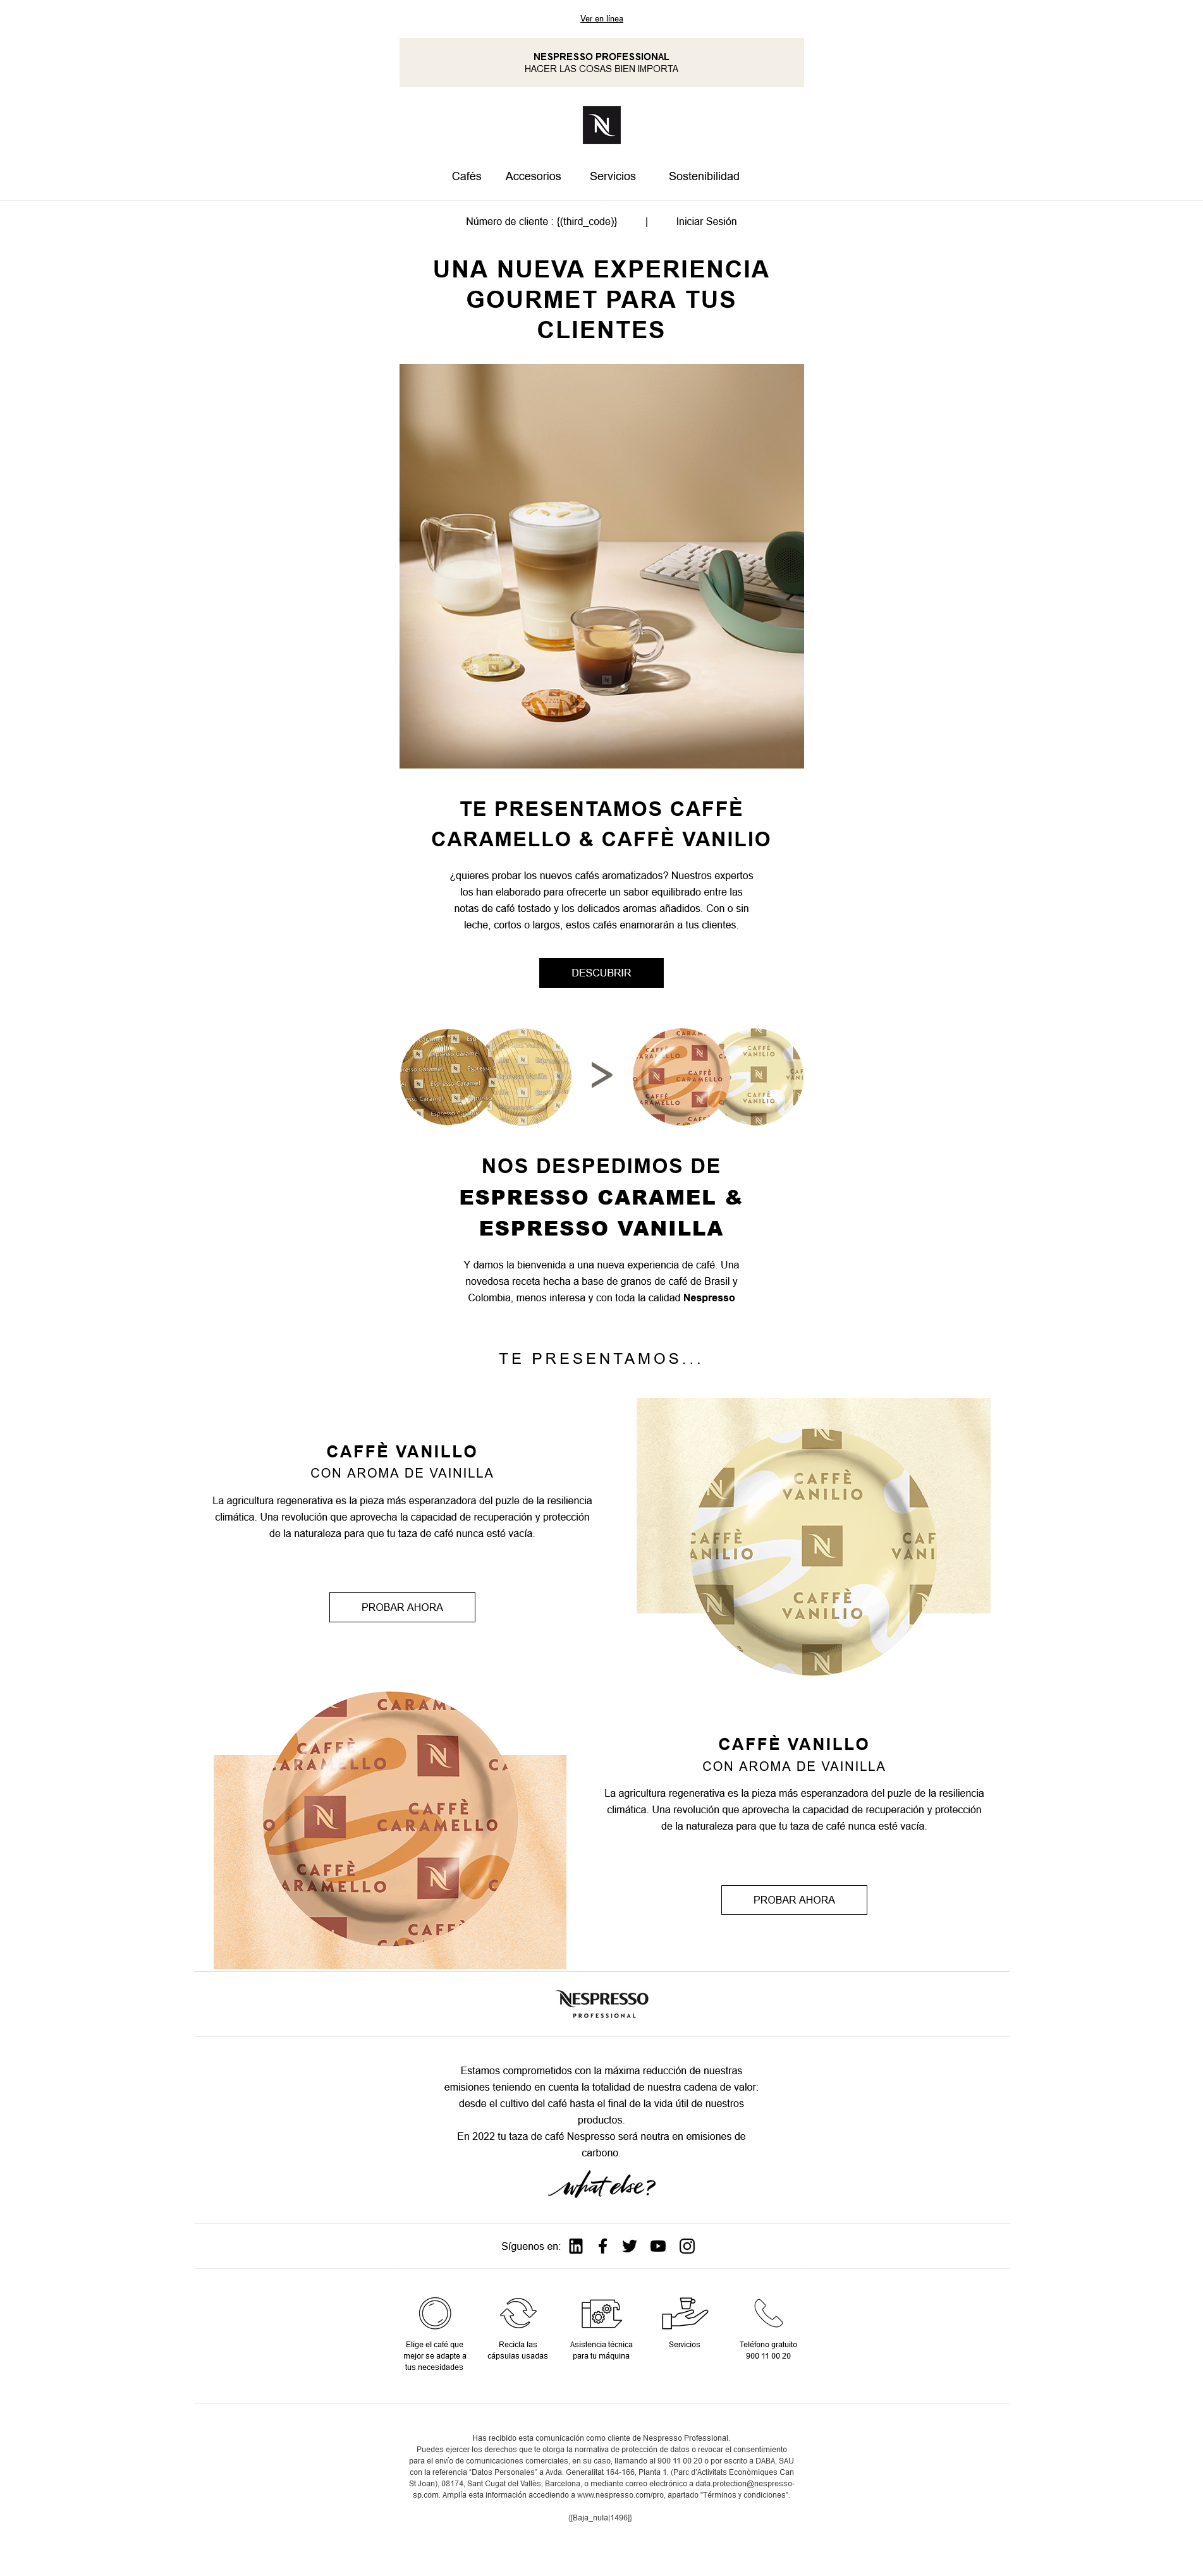 Ver en línea
NESPRESSO PROFESSIONAL
HACER LAS COSAS BIEN IMPORTA
Cafés Accesorios Servicios Sostenibilidad
Número de cliente : {(third_code)} | Iniciar Sesión
UNA NUEVA EXPERIENCIA
GOURMET PARA TUS
CLIENTES
TE PRESENTAMOS CAFFÈ
CARAMELLO & CAFFÈ VANILIO
¿quieres probar los nuevos cafés aromatizados? Nuestros expertos
los han elaborado para ofrecerte un sabor equilibrado entre las
notas de café tostado y los delicados aromas añadidos. Con o sin
leche, cortos o largos, estos cafés enamorarán a tus clientes.
DESCUBRIR
Espresso Caramel
Espresso Vanilla
CAFFÈ
CARAMELLO
CAFFÈ
VANILIO
NOS DESPEDIMOS DE
ESPRESSO CARAMEL &
ESPRESSO VANILLA
Y damos la bienvenida a una nueva experiencia de café. Una
novedosa receta hecha a base de granos de café de Brasil y
Colombia, menos interesa y con toda la calidad Nespresso
TE PRESENTAMOS...
CAFFÈ VANILLO
CON AROMA DE VAINILLA
La agricultura regenerativa es la pieza más esperanzadora del puzle de la resiliencia
climática. Una revolución que aprovecha la capacidad de recuperación y protección
de la naturaleza para que tu taza de café nunca esté vacía.
PROBAR AHORA
CAFFÈ
VANILIO
CAFFÈ
VANILIO
CAFFÈ
VANILIO
CAFFÈ
CARAMELLO
CAFFÈ
CARAMELLO
CAFFÈ
CARAMELLO
CAFFÈ VANILLO
CON AROMA DE VAINILLA
La agricultura regenerativa es la pieza más esperanzadora del puzle de la resiliencia
climática. Una revolución que aprovecha la capacidad de recuperación y protección
de la naturaleza para que tu taza de café nunca esté vacía.
PROBAR AHORA
NESPRESSO
PROFESSIONAL
Estamos comprometidos con la máxima reducción de nuestras
emisiones teniendo en cuenta la totalidad de nuestra cadena de valor:
desde el cultivo del café hasta el final de la vida útil de nuestros
productos.
En 2022 tu taza de café Nespresso será neutra en emisiones de
carbono.
what else?
Síguenos en:
Elige el café que
mejor se adapte a
tus necesidades
Recicla las
cápsulas usadas
Asistencia técnica
para tu máquina
Servicios
Teléfono gratuito
900 11 00 20
Has recibido esta comunicación como cliente de Nespresso Professional.
Puedes ejercer los derechos que te otorga la normativa de protección de datos o revocar el consentimiento
para el envío de comunicaciones comerciales, en su caso, llamando al 900 11 00 20 o por escrito a DABA, SAU
con la referencia "Datos Personales" a Avda. Generalitat 164-166, Planta 1, (Parc d'Activitats Econòmiques Can
St Joan), 08174, Sant Cugat del Vallès, Barcelona, o mediante correo electrónico a data.protection@nespresso-
sp.com. Amplía esta información accediendo a www.nespresso.com/pro, apartado "Términos y condiciones".
{[Baja_nula|1496]}